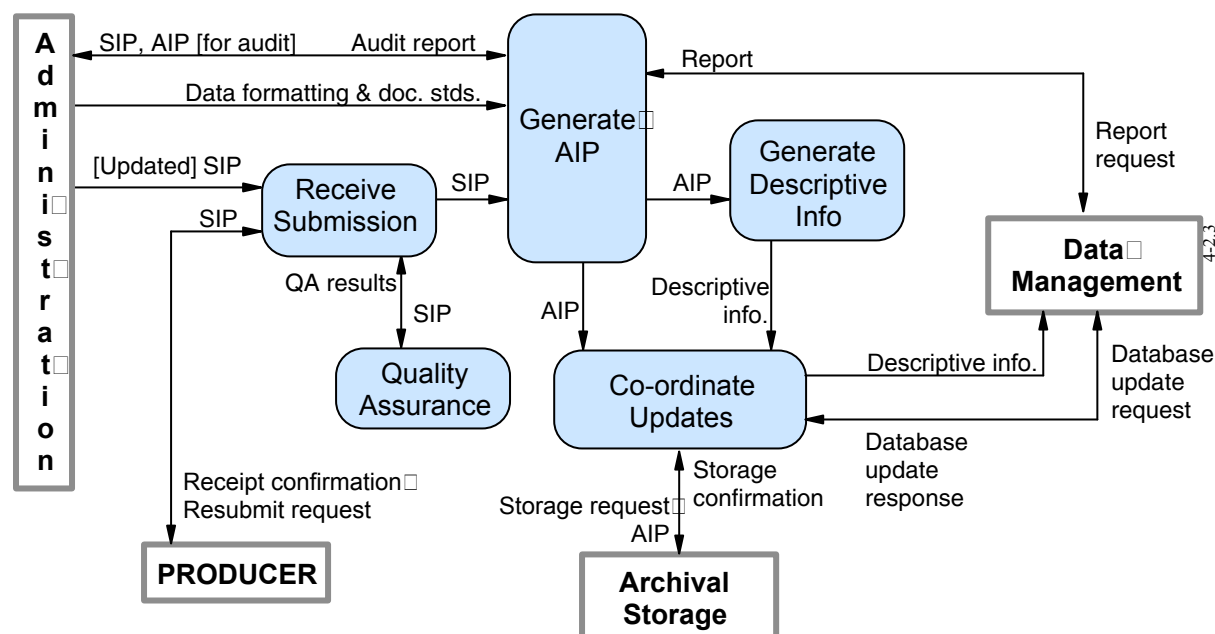 Administration
SIP, AIP [for audit]
Audit report
Data formatting & doc. stds.
[Updated] SIP
SIP
Receive
Submission
SIP
Generate
AIP
Report
Report
request
AIP
Generate
Descriptive
Info
Data
Management
4-2.3
QA results
SIP
Quality
Assurance
AIP
Descriptive
info.
Co-ordinate
Updates
Descriptive info.
Database
update
request
Database
update
response
Receipt confirmation
Resubmit request
PRODUCER
Storage
confirmation
Storage request
AIP
Archival
Storage